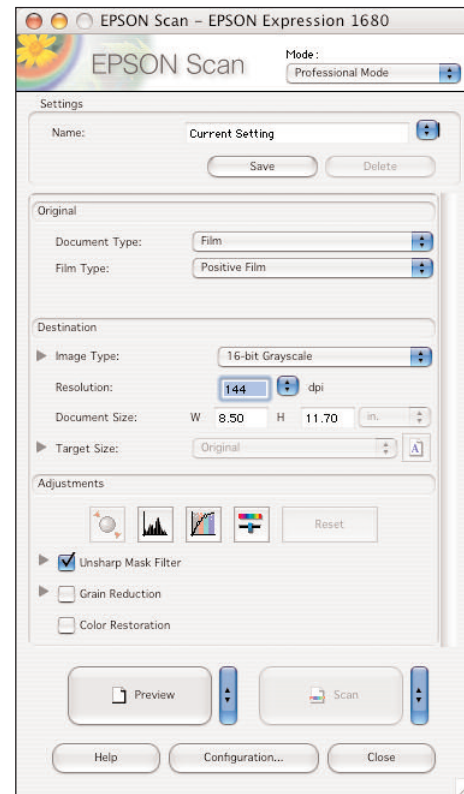 EPSON Scan – EPSON Expression 1680
EPSON Scan
Mode:
Professional Mode
Settings
Name: Current Setting
Save Delete
Original
Document Type: Film
Film Type: Positive Film
Destination
Image Type: 16-bit Grayscale
Resolution: 144 dpi
Document Size: W 8.50 H 11.70 in.
Target Size: Original A
Adjustments
Reset
Unsharp Mask Filter
Grain Reduction
Color Restoration
Preview Scan
Help Configuration... Close